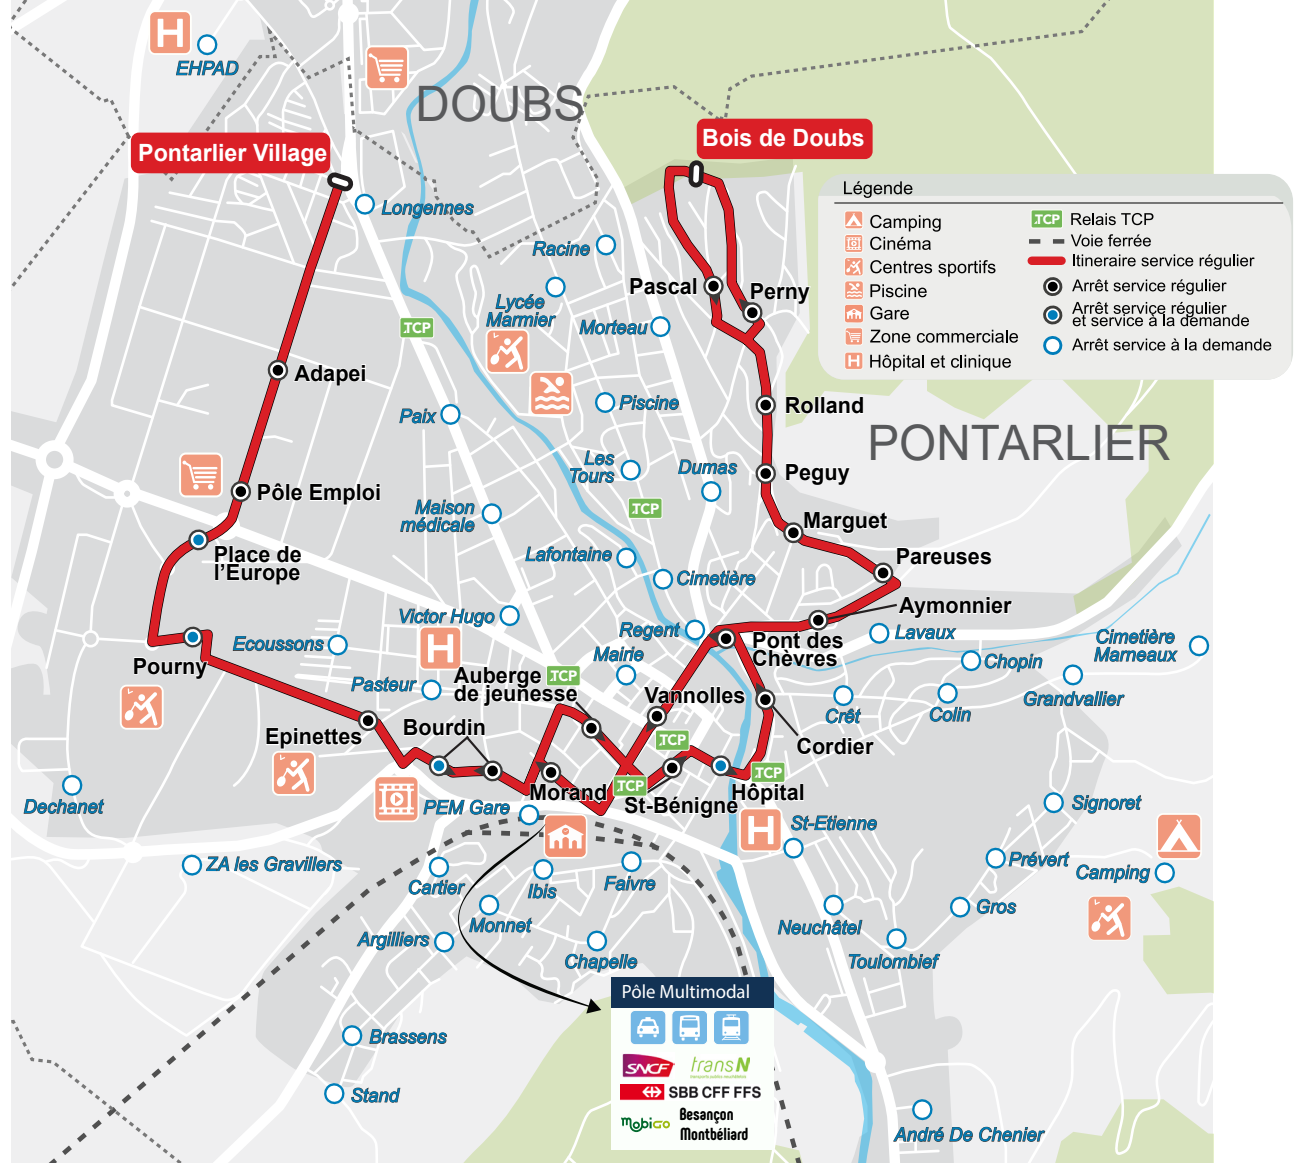 EHPAD
DOUBS
Pontarlier Village
Bois de Doubs
Longennes
Légende
Camping
Cinéma
Centres sportifs
Piscine
Gare
Zone commerciale
Hôpital et clinique
TCP
Relais TCP
Voie ferrée
Itineraire service régulier
Arrêt service régulier
Arrêt service régulier
et service à la demande
Arrêt service à la demande
Racine
Pascal
Perny
Lycée
Marmier
Morteau
TCP
Adapei
Paix
Piscine
Rolland
PONTARLIER
Les
Tours
Dumas
Peguy
Pôle Emploi
Maison
médicale
TCP
Marguet
Place de
l'Europe
Lafontaine
Cimetière
Pareuses
Aymonnier
Victor Hugo
Regent
Pont des
Chèvres
Lavaux
Cimetière
Marneaux
Ecoussons
Pourny
Mairie
Chopin
Auberge
de jeunesse
TCP
Pasteur
Vannolles
Grandvallier
Crêt
Colin
Epinettes
Bourdin
TCP
Cordier
Morand
TCP
St-Bénigne
TCP
Hôpital
Dechanet
PEM Gare
St-Etienne
Signoret
ZA les Gravillers
Cartier
Ibis
Faivre
Prévert
Camping
Monnet
Neuchâtel
Gros
Argilliers
Chapelle
Toulombief
Pôle Multimodal
SNCF
transN
SBB CFF FFS
mobigo
Besançon
Montbéliard
Brassens
Stand
André De Chenier